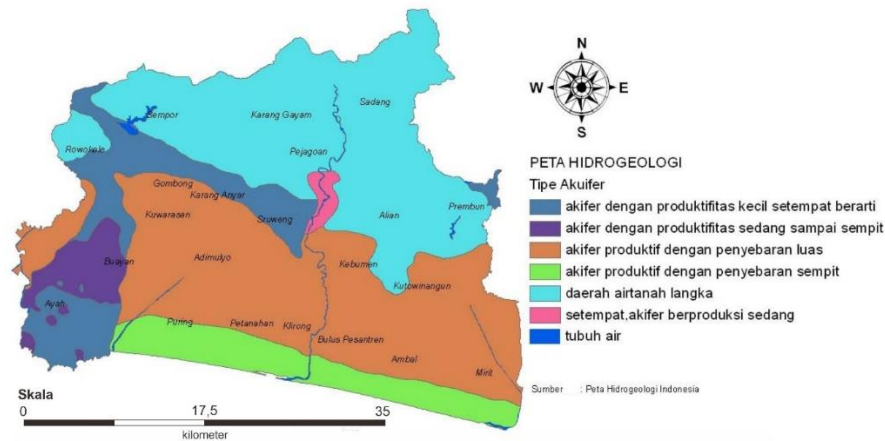 Sempor
Karang Gayam
Sadang
Rowokele
Pejagoan
Gombong
Karang Anyar
Kuwarasan
Sruweng
Alian
Prembun
Buayan
Adimulyo
Kebumen
Kutowinangun
Ayah
Puring
Petanahan
Klirong
Bulus Pesantren
Ambal
Mirit
N
W
E
S
PETA HIDROGEOLOGI
Tipe Akuifer
akifer dengan produktifitas kecil setempat berarti
akifer dengan produktifitas sedang sampai sempit
akifer produktif dengan penyebaran luas
akifer produktif dengan penyebaran sempit
daerah airtanah langka
setempat,akifer berproduksi sedang
tubuh air
Sumber : Peta Hidrogeologi Indonesia
Skala
0 17,5 35
kilometer